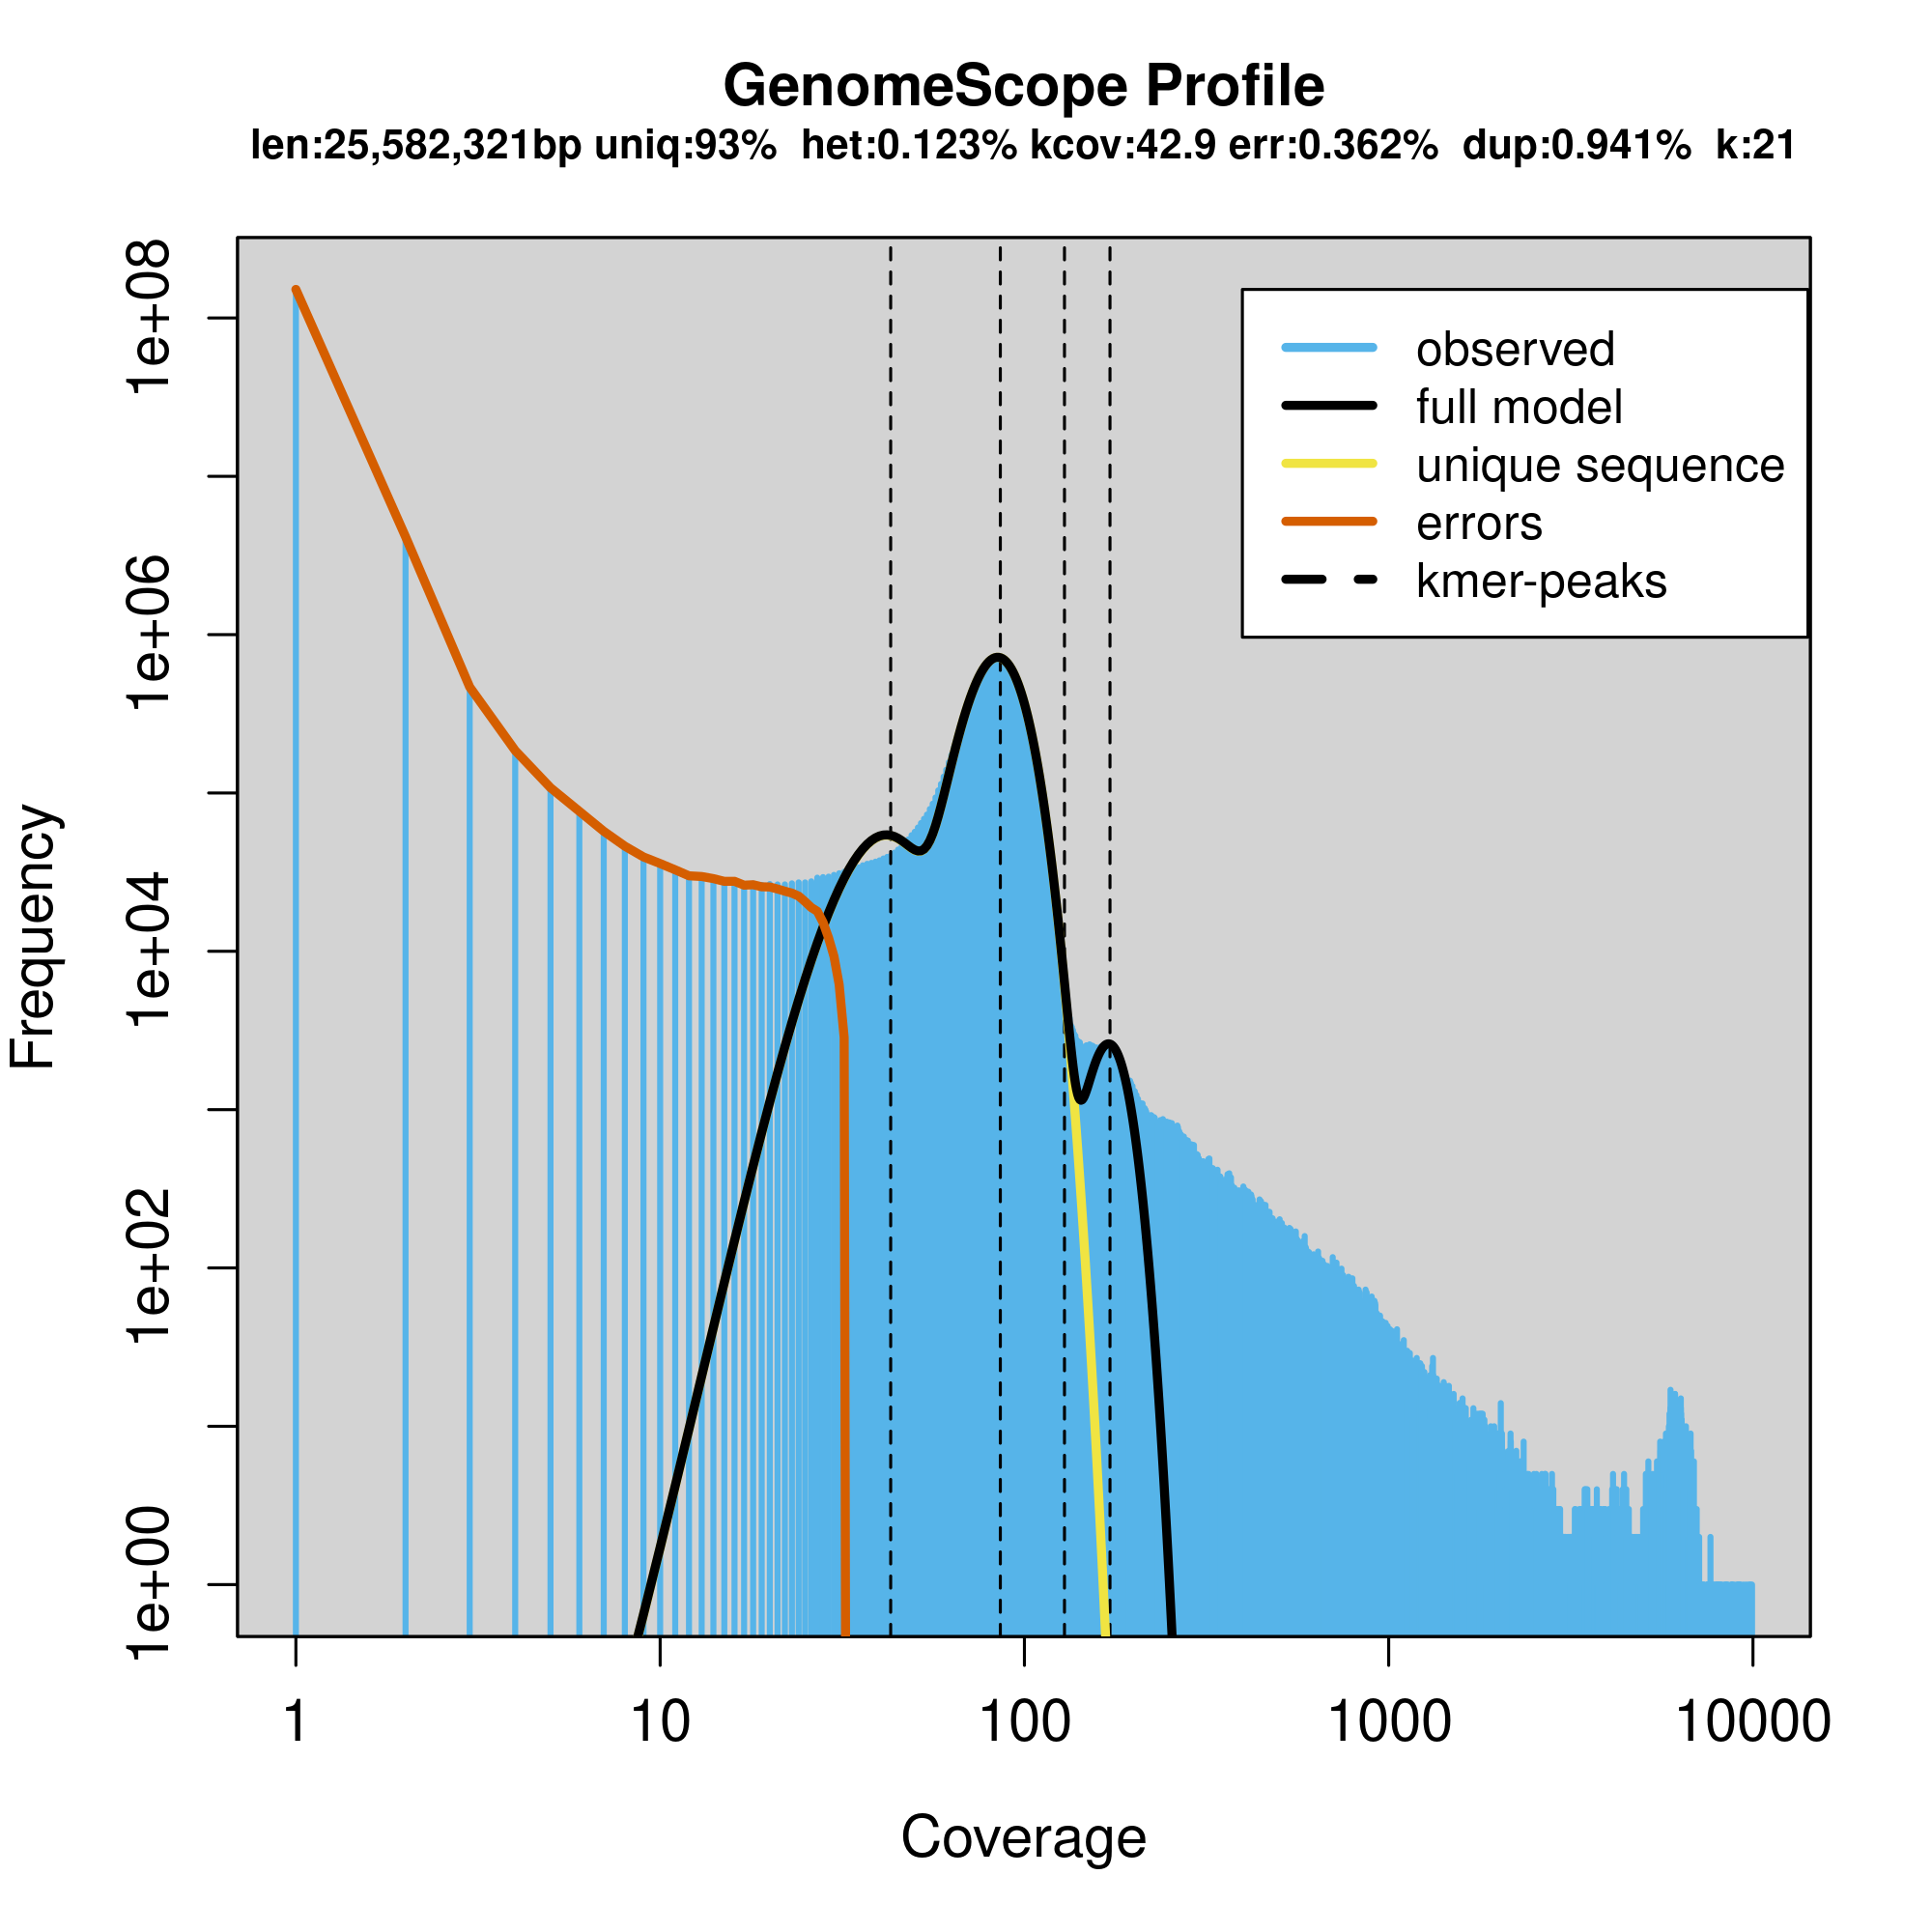 GenomeScope Profile
len:25,582,321bp uniq:93% het:0.123% kcov:42.9 err:0.362% dup:0.941% k:21
observed
full model
unique sequence
errors
kmer-peaks
Frequency
1e+08
1e+06
1e+04
1e+02
1e+00
1 10 100 1000 10000
Coverage